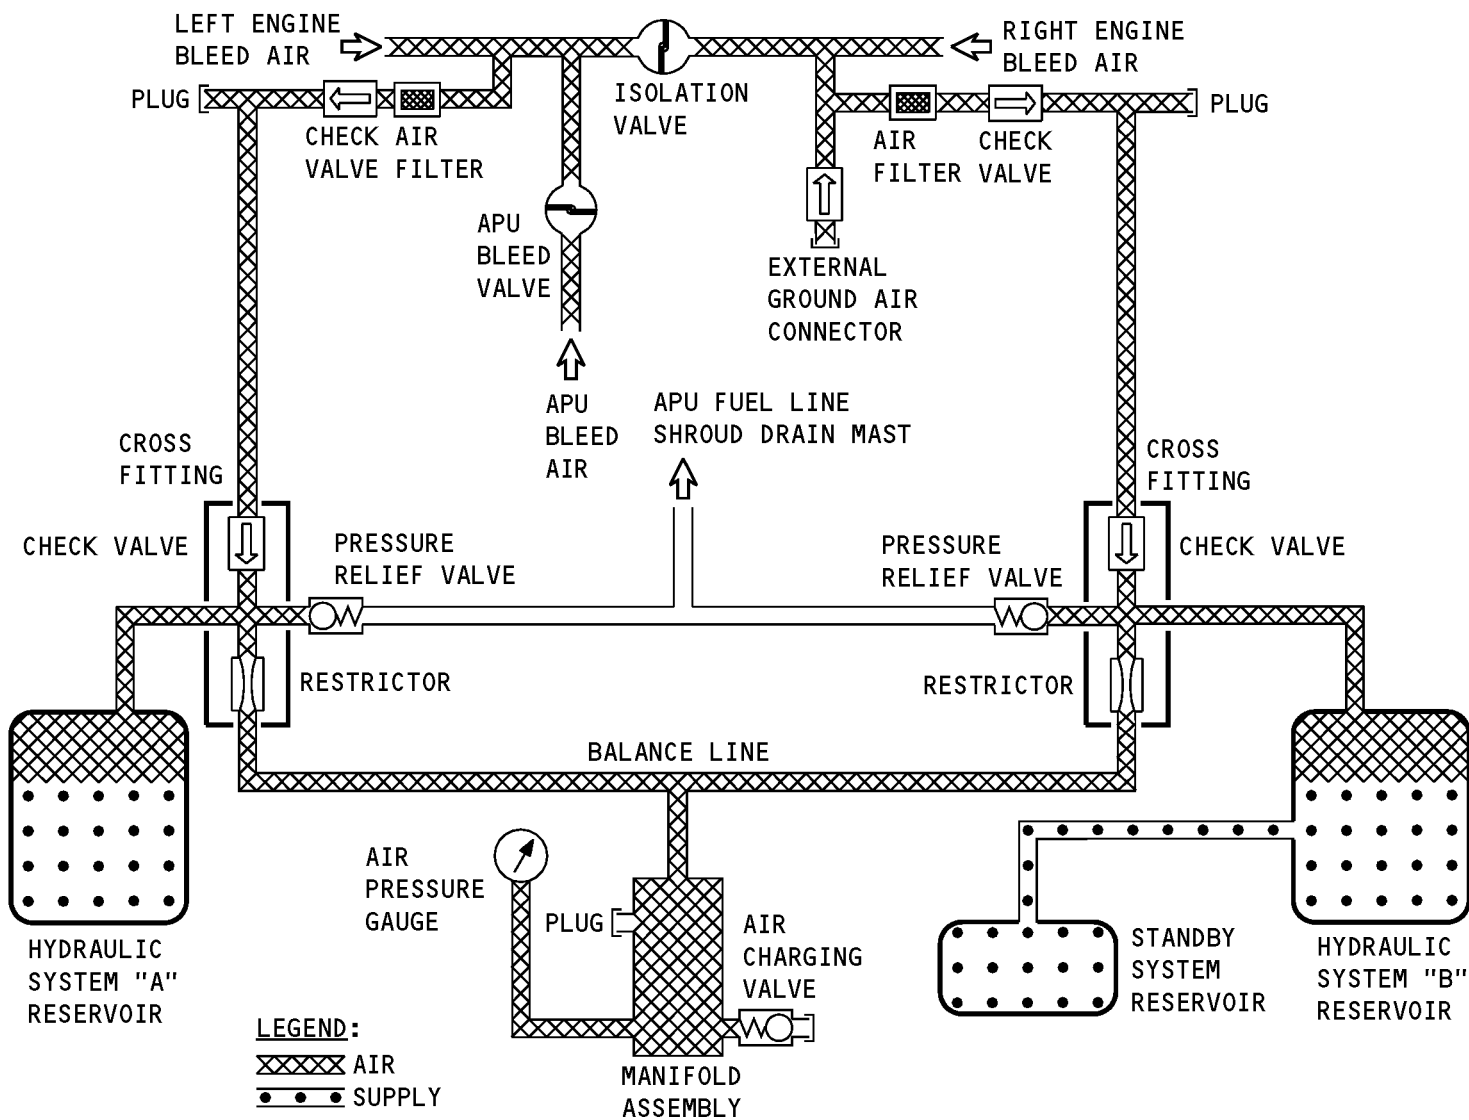 LEFT ENGINE
BLEED AIR
RIGHT ENGINE
BLEED AIR
PLUG
ISOLATION
VALVE
PLUG
CHECK
VALVE
AIR
FILTER
AIR
FILTER
CHECK
VALVE
APU
BLEED
VALVE
EXTERNAL
GROUND AIR
CONNECTOR
APU
BLEED
AIR
APU FUEL LINE
SHROUD DRAIN MAST
CROSS
FITTING
CROSS
FITTING
CHECK VALVE
PRESSURE
RELIEF VALVE
PRESSURE
RELIEF VALVE
CHECK VALVE
RESTRICTOR
RESTRICTOR
BALANCE LINE
AIR
PRESSURE
GAUGE
PLUG
AIR
CHARGING
VALVE
HYDRAULIC
SYSTEM "A"
RESERVOIR
STANDBY
SYSTEM
RESERVOIR
HYDRAULIC
SYSTEM "B"
RESERVOIR
MANIFOLD
ASSEMBLY
LEGEND:
AIR
SUPPLY